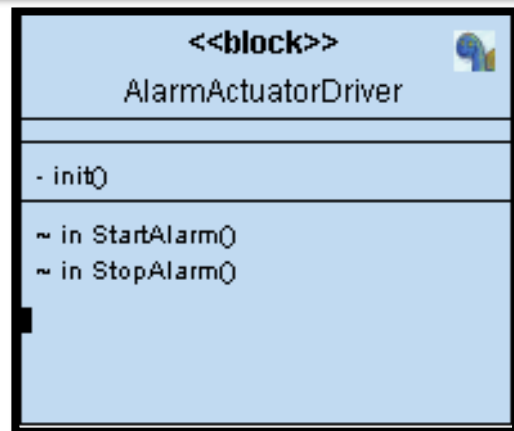 <<block>>
AlarmActuatorDriver
- init()
~ in StartAlarm()
~ in StopAlarm()